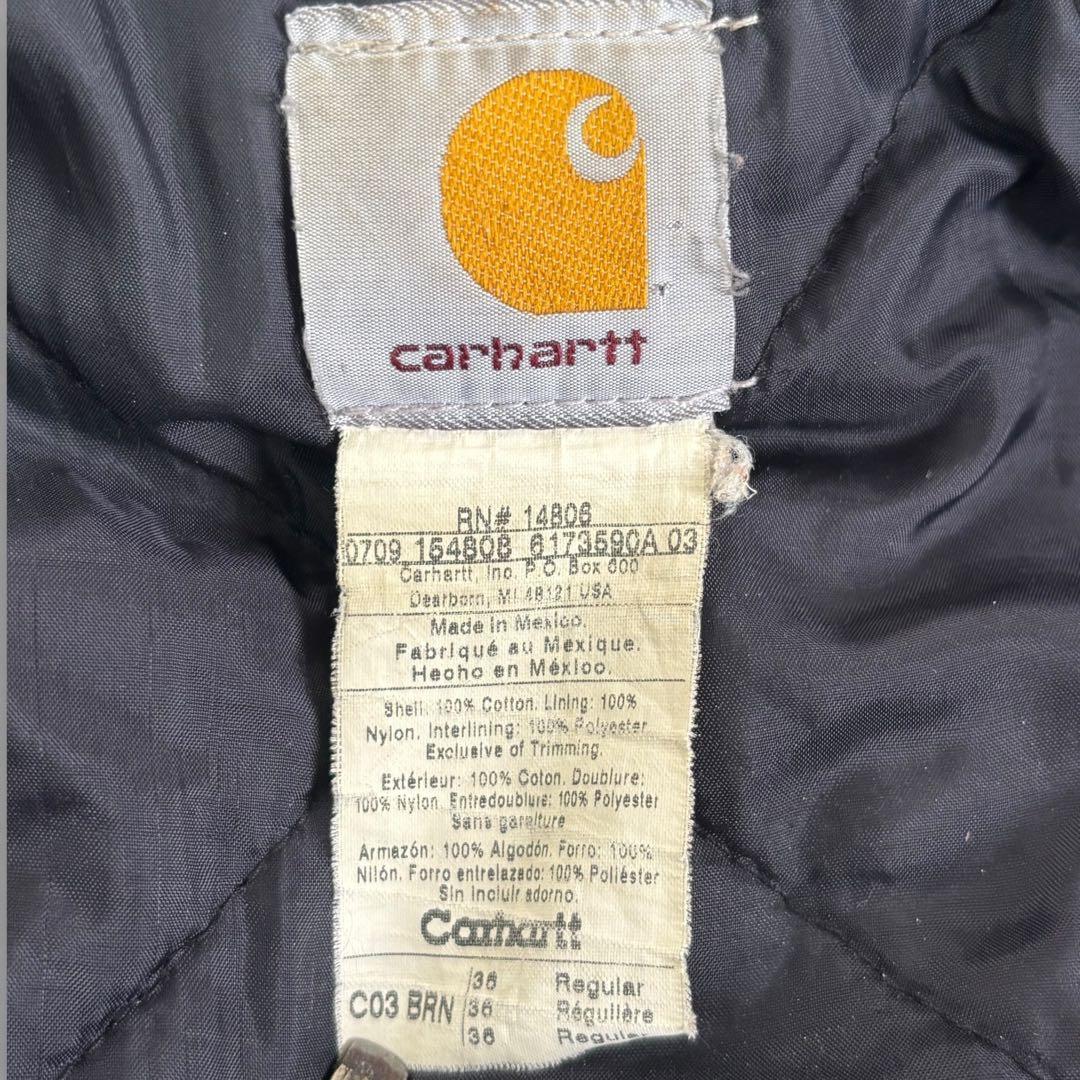 carhartt
RN# 14806
0709 154808 6173590A 03
Carhartt, Inc. P.O. Box 600
Dearborn, MI 48121 USA
Made in Mexico.
Fabriqué au Mexique.
Hecho en México.
Shell: 100% Cotton. Lining: 100%
Nylon. Interlining: 100% Polyester
Exclusive of Trimming.
Extérieur: 100% Coton. Doublure:
100% Nylon. Entredoublure: 100% Polyester
Sans garniture
Armazón: 100% Algodón. Forro: 100%
Nilón. Forro entrelazado: 100% Poliéster
Sin incluir adorno.
Carhartt
36 Regular
C03 BRN 36 Régulière
36